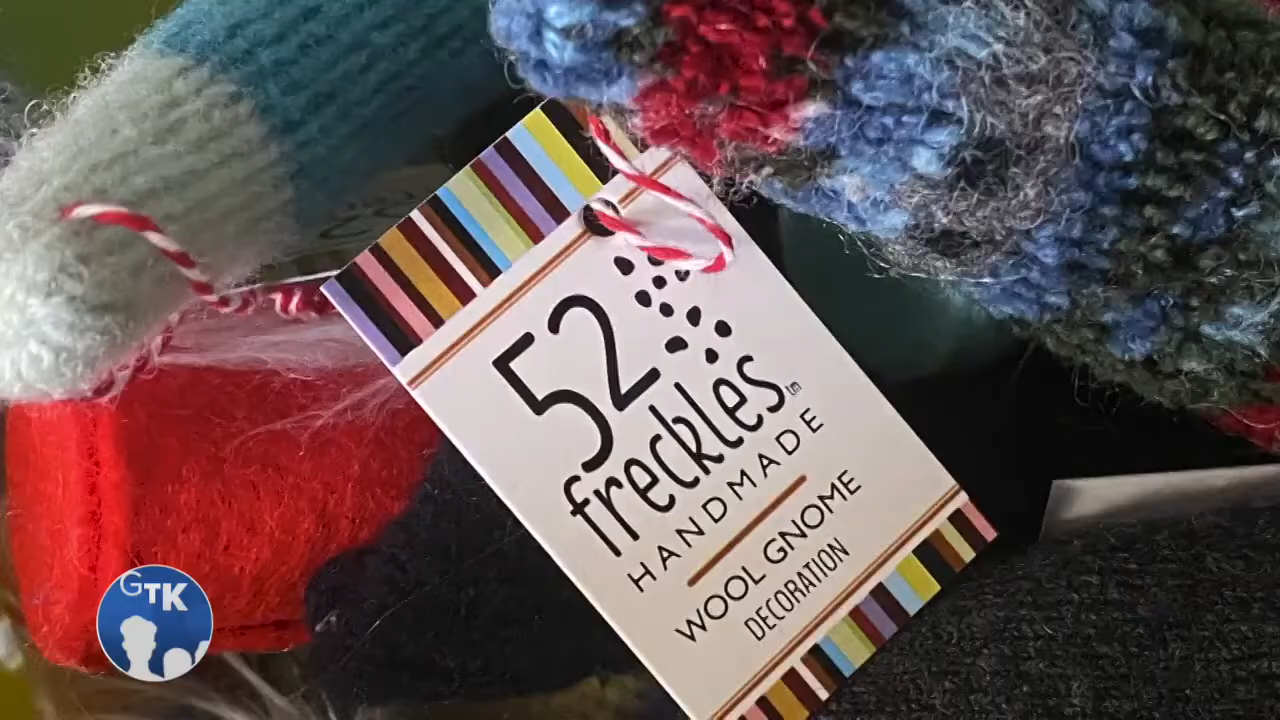 52
freckles tm
HANDMADE
WOOL GNOME
DECORATION
GTK